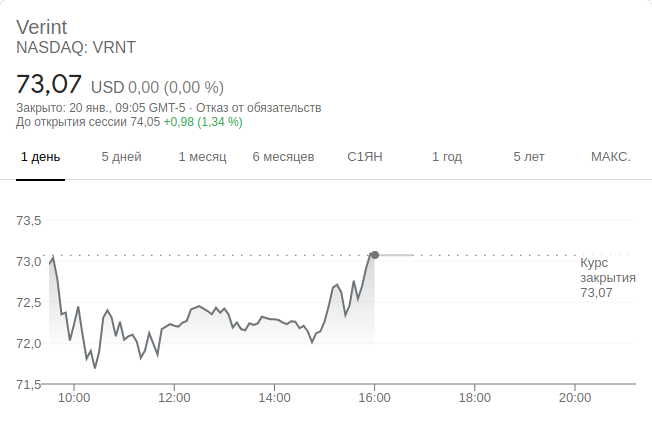 Verint
NASDAQ: VRNT
73,07 USD 0,00 (0,00 %)
Закрыто: 20 янв., 09:05 GMT-5 · Отказ от обязательств
До открытия сессии 74,05 +0,98 (1,34 %)
1 день 5 дней 1 месяц 6 месяцев С1ЯН 1 год 5 лет МАКС.
73,5
73,0
72,5
72,0
71,5
Курс
закрытия
73,07
10:00 12:00 14:00 16:00 18:00 20:00